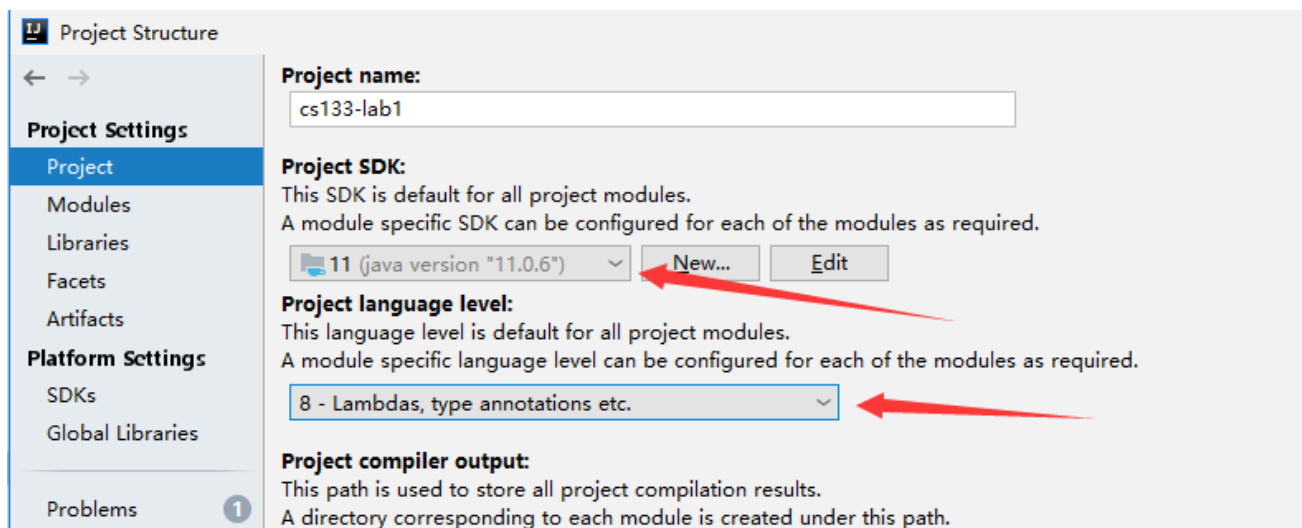 IJ
Project Structure
Project Settings
Project
Modules
Libraries
Facets
Artifacts
Platform Settings
SDKs
Global Libraries
Problems 1
Project name:
cs133-lab1
Project SDK:
This SDK is default for all project modules.
A module specific SDK can be configured for each of the modules as required.
11 (java version "11.0.6") New... Edit
Project language level:
This language level is default for all project modules.
A module specific language level can be configured for each of the modules as required.
8 - Lambdas, type annotations etc.
Project compiler output:
This path is used to store all project compilation results.
A directory corresponding to each module is created under this path.